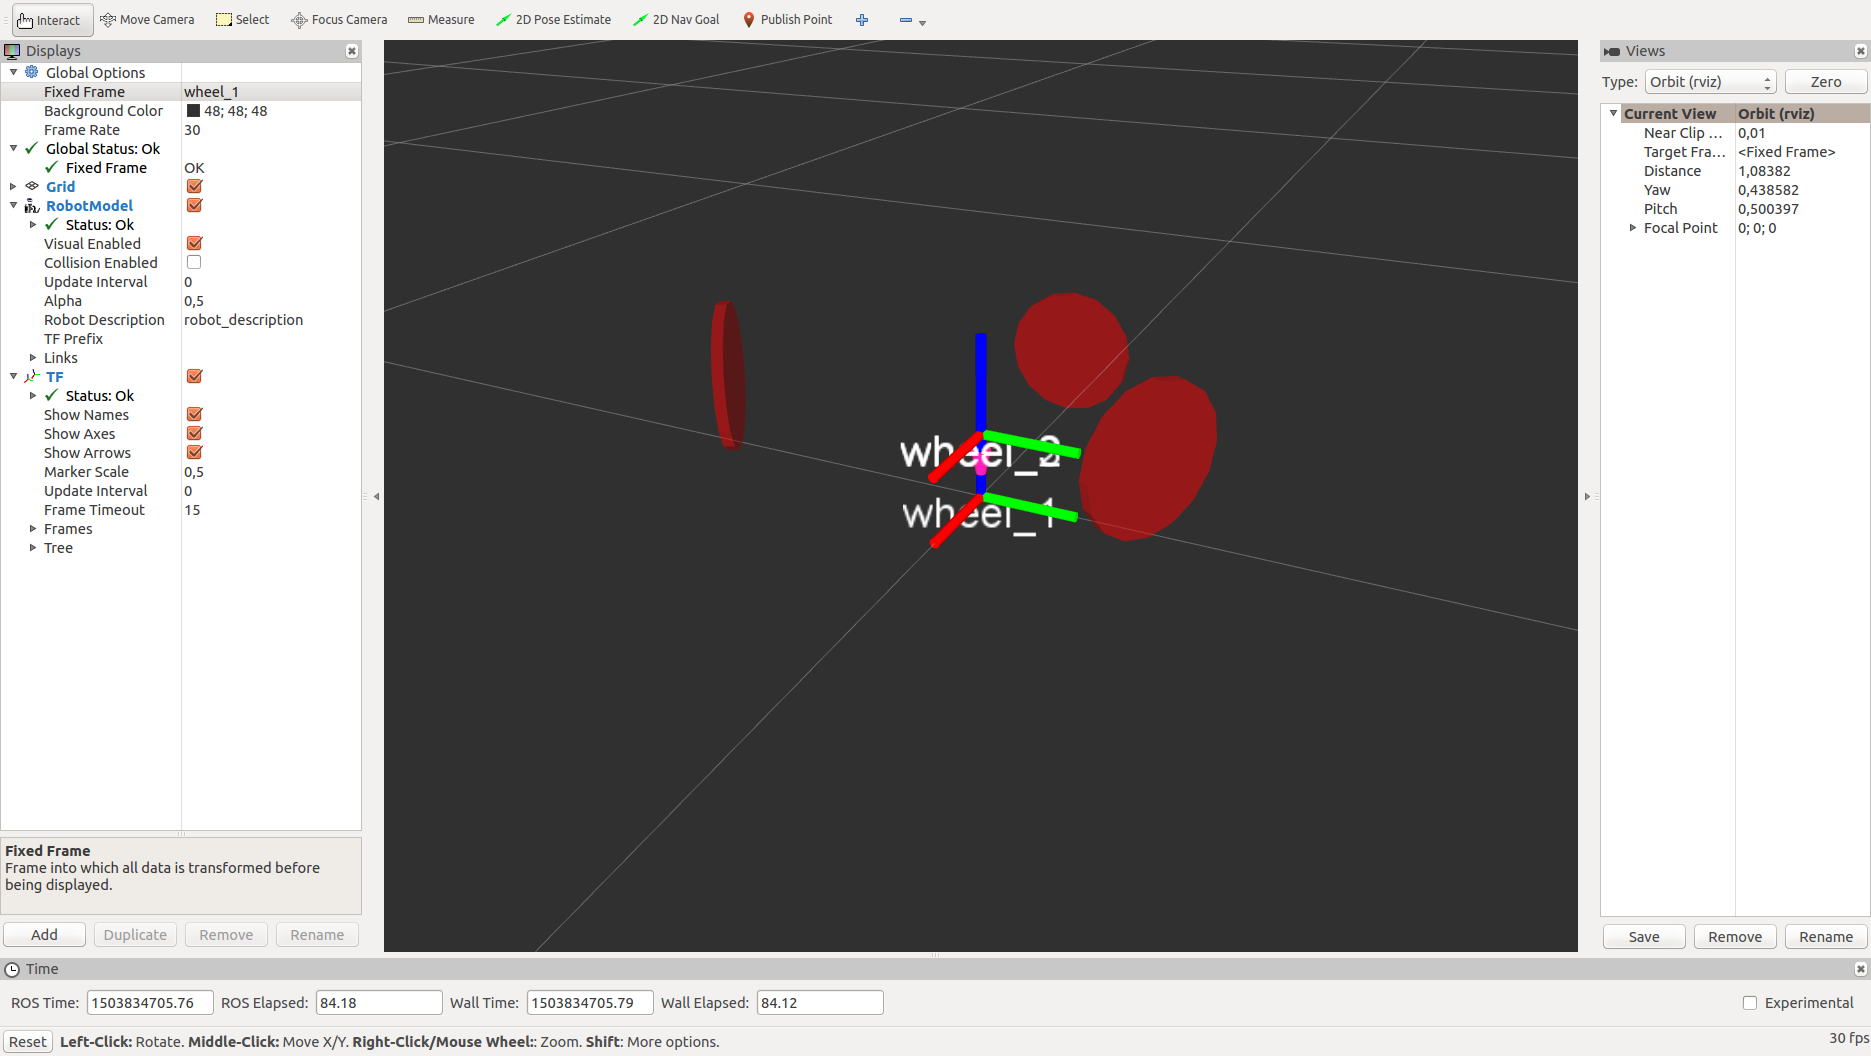 Interact Move Camera Select Focus Camera Measure 2D Pose Estimate 2D Nav Goal Publish Point
Displays
Global Options
Fixed Frame wheel_1
Background Color 48; 48; 48
Frame Rate 30
Global Status: Ok
Fixed Frame OK
Grid
RobotModel
Status: Ok
Visual Enabled
Collision Enabled
Update Interval 0
Alpha 0,5
Robot Description robot_description
TF Prefix
Links
TF
Status: Ok
Show Names
Show Axes
Show Arrows
Marker Scale 0,5
Update Interval 0
Frame Timeout 15
Frames
Tree
Fixed Frame
Frame into which all data is transformed before
being displayed.
Add Duplicate Remove Rename
wheel_1
Views
Type: Orbit (rviz) Zero
Current View Orbit (rviz)
Near Clip ... 0,01
Target Fra... <Fixed Frame>
Distance 1,08382
Yaw 0,438582
Pitch 0,500397
Focal Point 0; 0; 0
Save Remove Rename
Time
ROS Time: 1503834705.76 ROS Elapsed: 84.18 Wall Time: 1503834705.79 Wall Elapsed: 84.12 Experimental
Reset Left-Click: Rotate. Middle-Click: Move X/Y. Right-Click/Mouse Wheel:: Zoom. Shift: More options. 30 fps